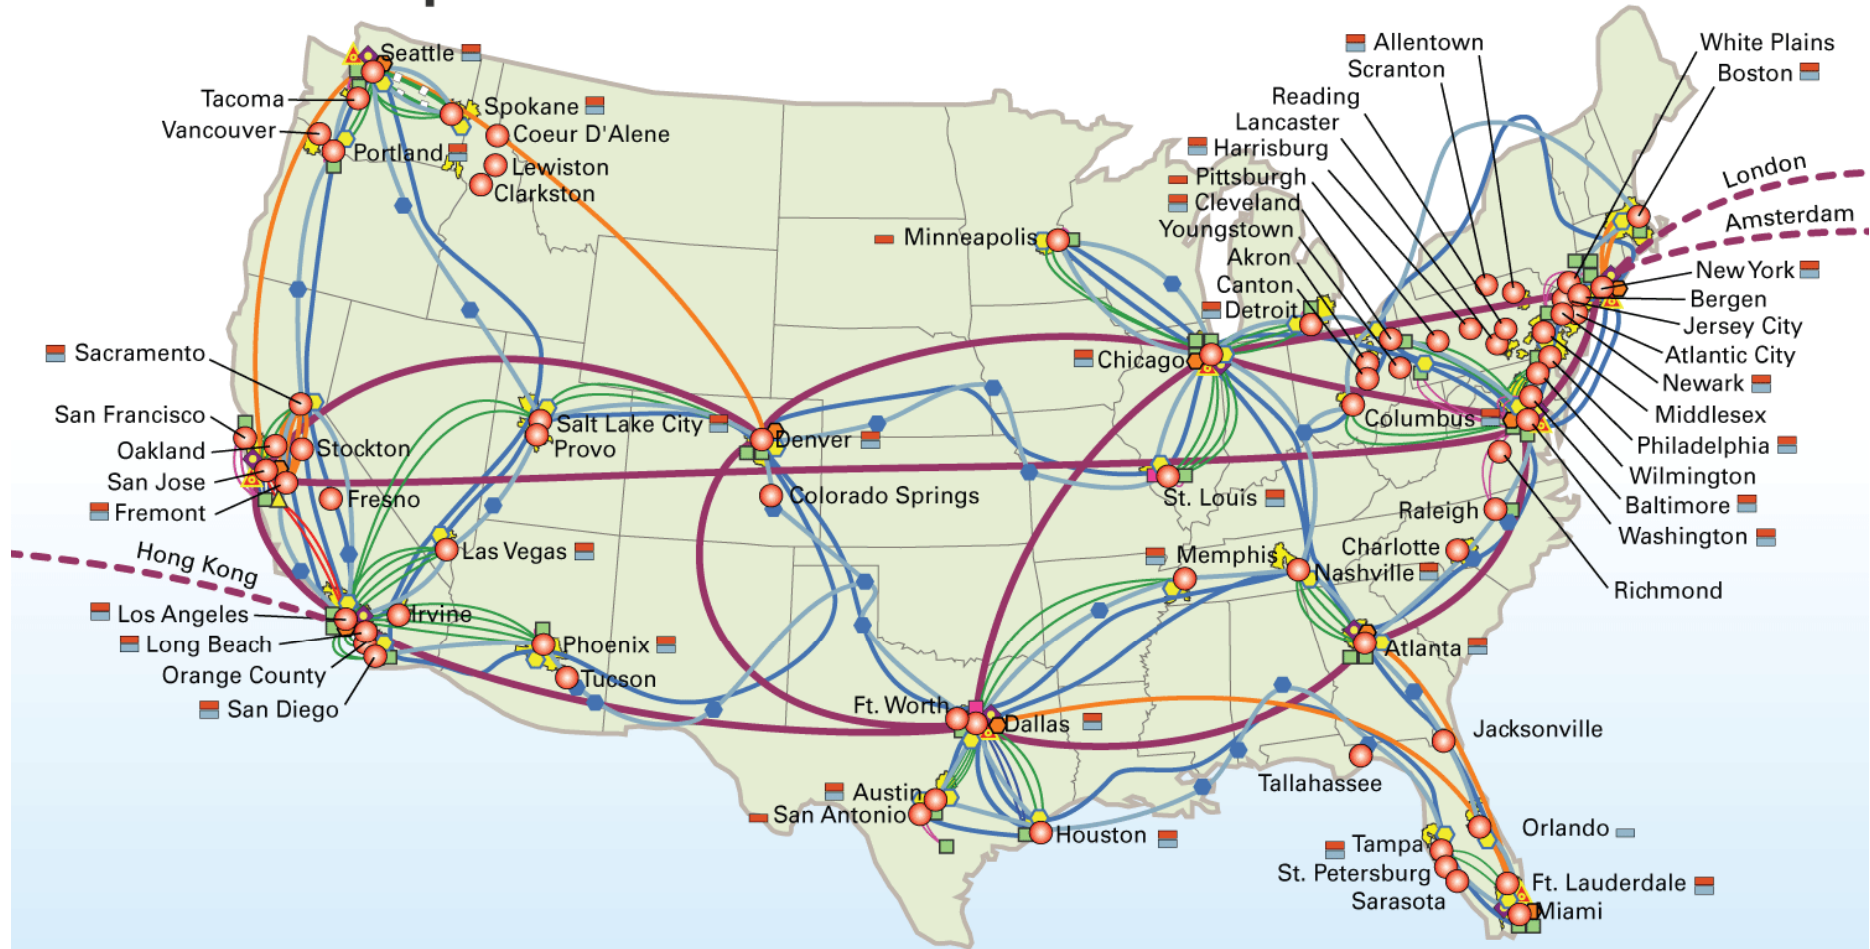 Seattle
Tacoma
Spokane
Vancouver
Coeur D'Alene
Portland
Lewiston
Clarkston
Sacramento
San Francisco
Oakland
Stockton
San Jose
Fresno
Fremont
Hong Kong
Los Angeles
Irvine
Long Beach
Orange County
San Diego
Las Vegas
Salt Lake City
Provo
Phoenix
Tucson
Denver
Colorado Springs
Minneapolis
Chicago
St. Louis
Ft. Worth
Dallas
Austin
San Antonio
Houston
Memphis
Nashville
Allentown
Scranton
Reading
Lancaster
Harrisburg
Pittsburgh
Cleveland
Youngstown
Akron
Canton
Detroit
Columbus
White Plains
Boston
London
Amsterdam
New York
Bergen
Jersey City
Atlantic City
Newark
Middlesex
Philadelphia
Wilmington
Baltimore
Washington
Richmond
Raleigh
Charlotte
Atlanta
Jacksonville
Tallahassee
Orlando
Tampa
St. Petersburg
Sarasota
Ft. Lauderdale
Miami